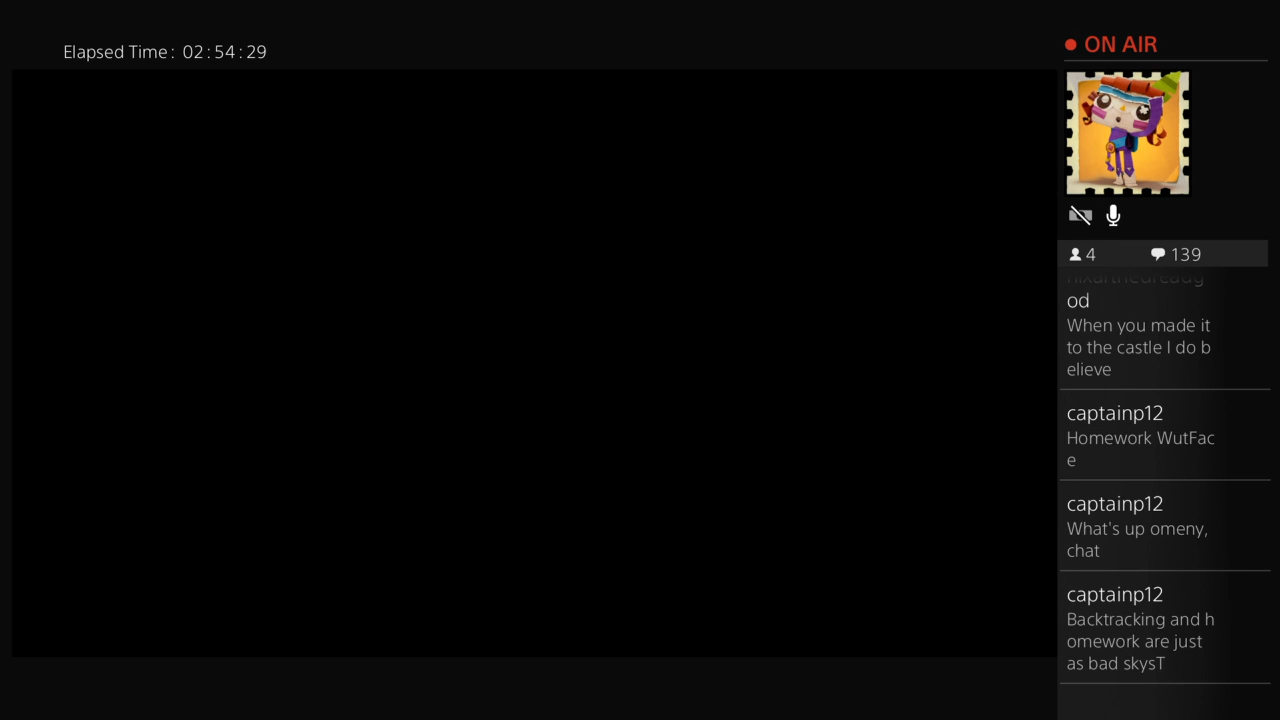 Elapsed Time: 02:54:29
ON AIR
4 139
od
When you made it
to the castle I do b
elieve
captainp12
Homework WutFac
e
captainp12
What's up omeny,
chat
captainp12
Backtracking and h
omework are just
as bad skysT